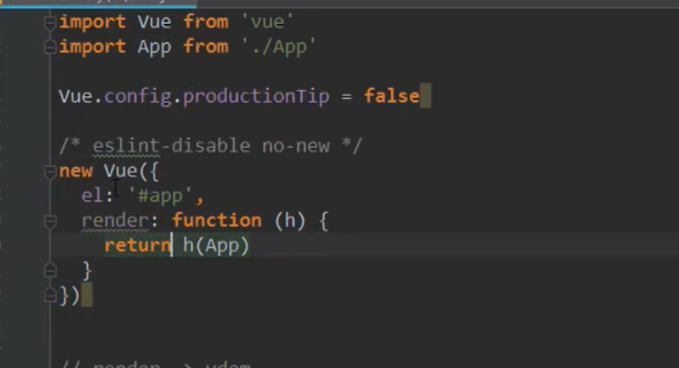 import Vue from 'vue'
import App from './App'
Vue.config.productionTip = false
/* eslint-disable no-new */
new Vue({
el: '#app',
render: function (h) {
return h(App)
}
})
// render -> vdom